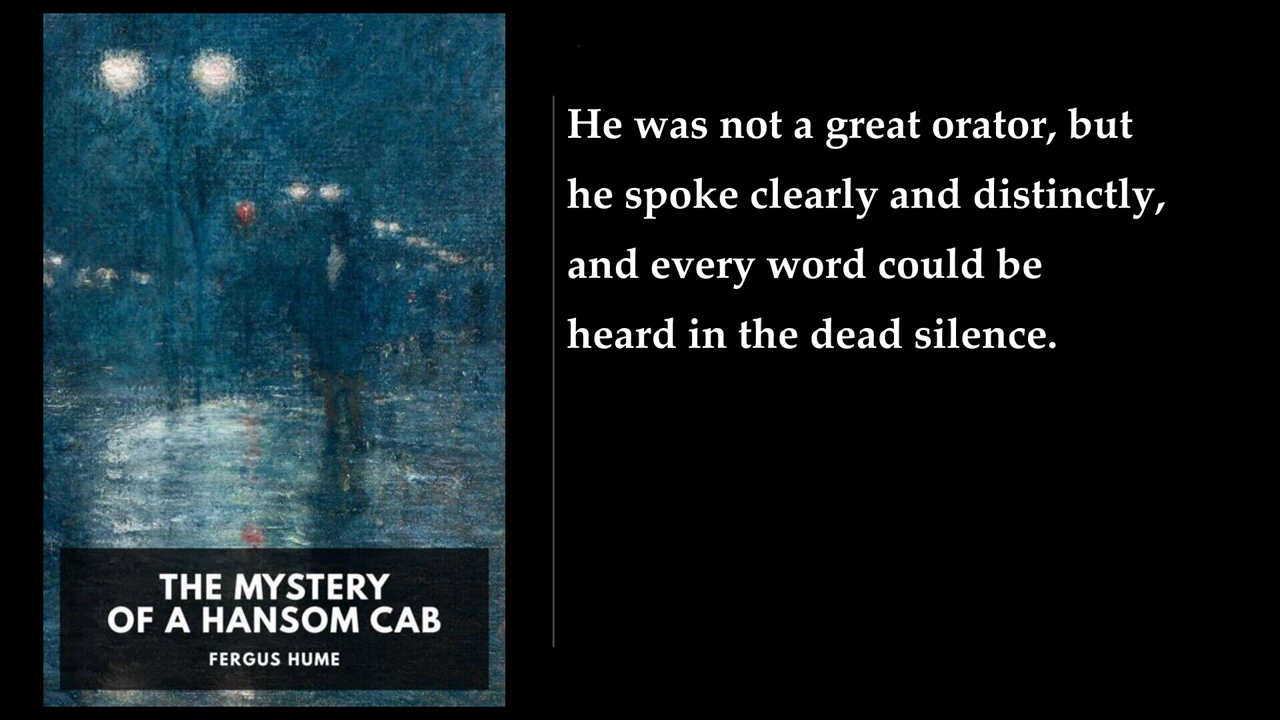 He was not a great orator, but
he spoke clearly and distinctly,
and every word could be
heard in the dead silence.
THE MYSTERY
OF A HANSOM CAB
FERGUS HUME